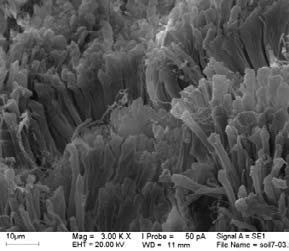 10µm Mag = 3.00 K X I Probe = 50 pA Signal A = SE1
EHT = 20.00 kV WD = 11 mm File Name = soil7-03.